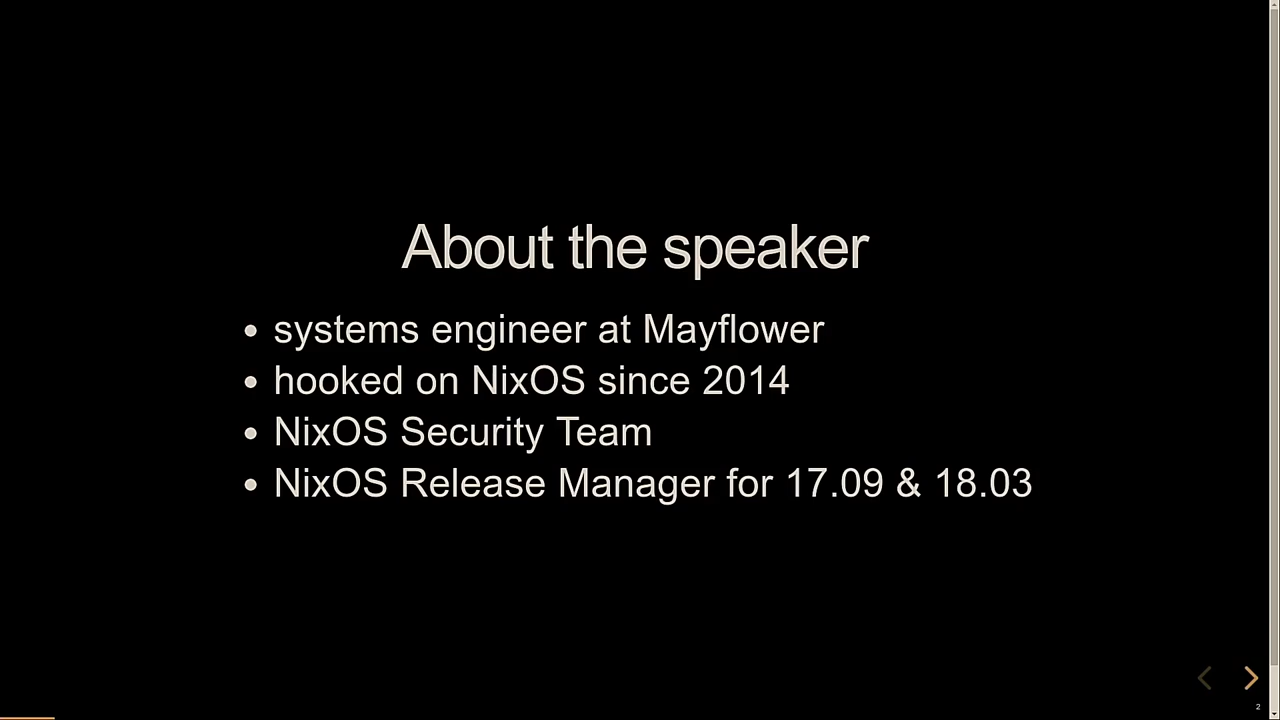 About the speaker
• systems engineer at Mayflower
• hooked on NixOS since 2014
• NixOS Security Team
• NixOS Release Manager for 17.09 & 18.03
2